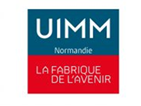 UIMM
Normandie
LA FABRIQUE
DE L'AVENIR